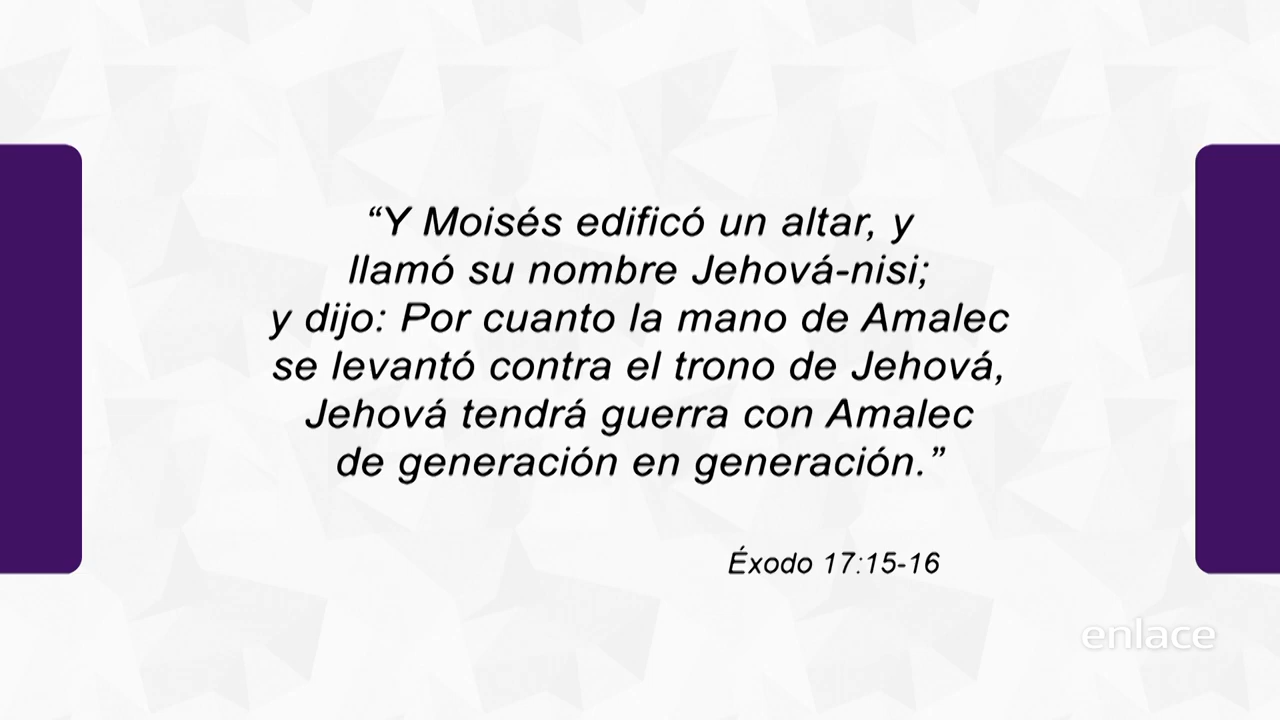 “Y Moisés edificó un altar, y
llamó su nombre Jehová-nisi;
y dijo: Por cuanto la mano de Amalec
se levantó contra el trono de Jehová,
Jehová tendrá guerra con Amalec
de generación en generación.”
Éxodo 17:15-16
enlace